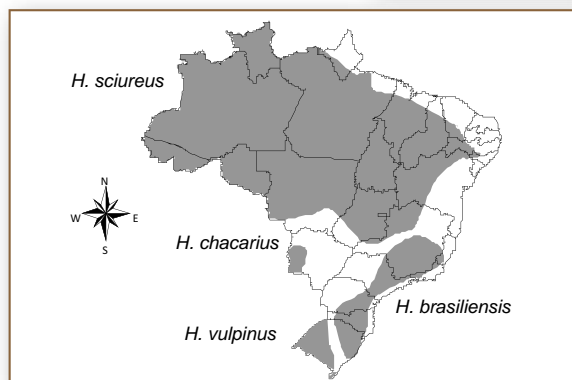 H. sciureus
N
W E
S
H. chacarius
H. brasiliensis
H. vulpinus